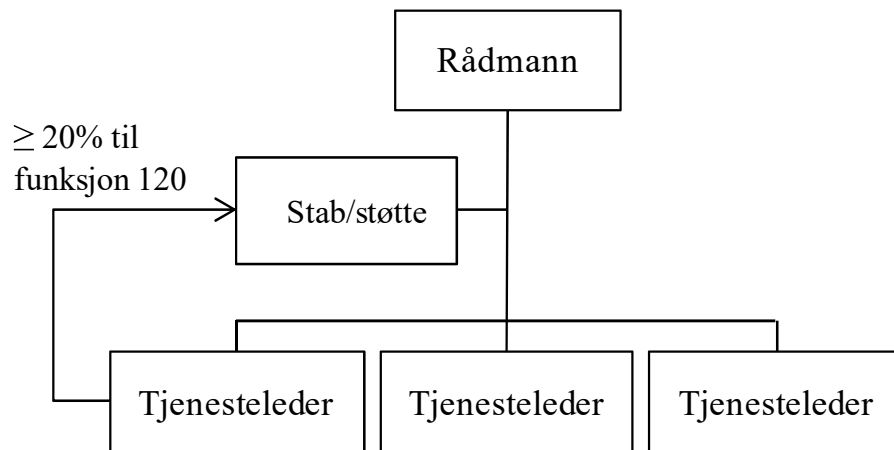 Rådmann
≥ 20% til
funksjon 120
Stab/støtte
Tjenesteleder
Tjenesteleder
Tjenesteleder